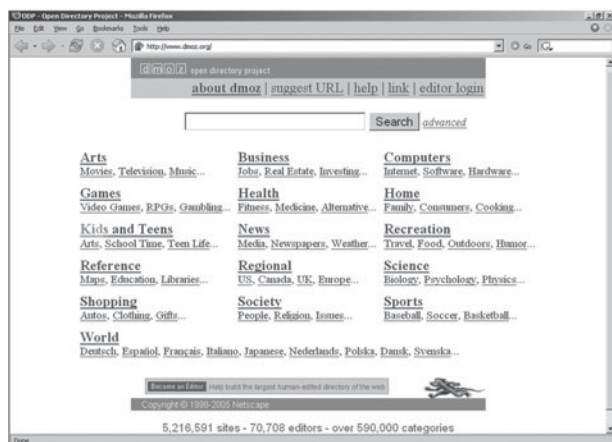 ODP - Open Directory Project - Mozilla Firefox
File Edit View Go Bookmarks Tools Help
http://www.dmoz.org/ Go
dmoz open directory project
about dmoz | suggest URL | help | link | editor login
Search advanced
Arts Business Computers
Movies, Television, Music... Jobs, Real Estate, Investing... Internet, Software, Hardware...
Games Health Home
Video Games, RPGs, Gambling... Fitness, Medicine, Alternative... Family, Consumers, Cooking...
Kids and Teens News Recreation
Arts, School Time, Teen Life... Media, Newspapers, Weather... Travel, Food, Outdoors, Humor...
Reference Regional Science
Maps, Education, Libraries... US, Canada, UK, Europe... Biology, Psychology, Physics...
Shopping Society Sports
Autos, Clothing, Gifts... People, Religion, Issues... Baseball, Soccer, Basketball...
World
Deutsch, Español, Français, Italiano, Japanese, Nederlands, Polska, Dansk, Svenska...
Become an Editor Help build the largest human-edited directory of the web
Copyright © 1998-2005 Netscape
5,216,591 sites - 70,708 editors - over 590,000 categories
Done